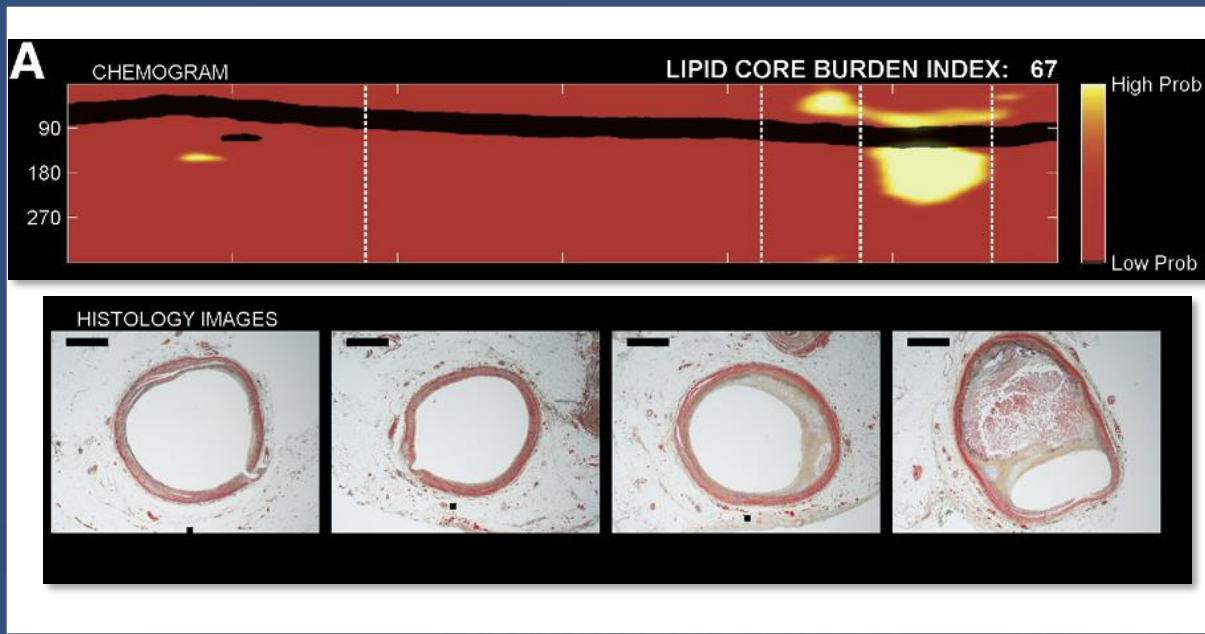 A
CHEMOGRAM
LIPID CORE BURDEN INDEX: 67
High Prob
90
180
270
Low Prob
HISTOLOGY IMAGES